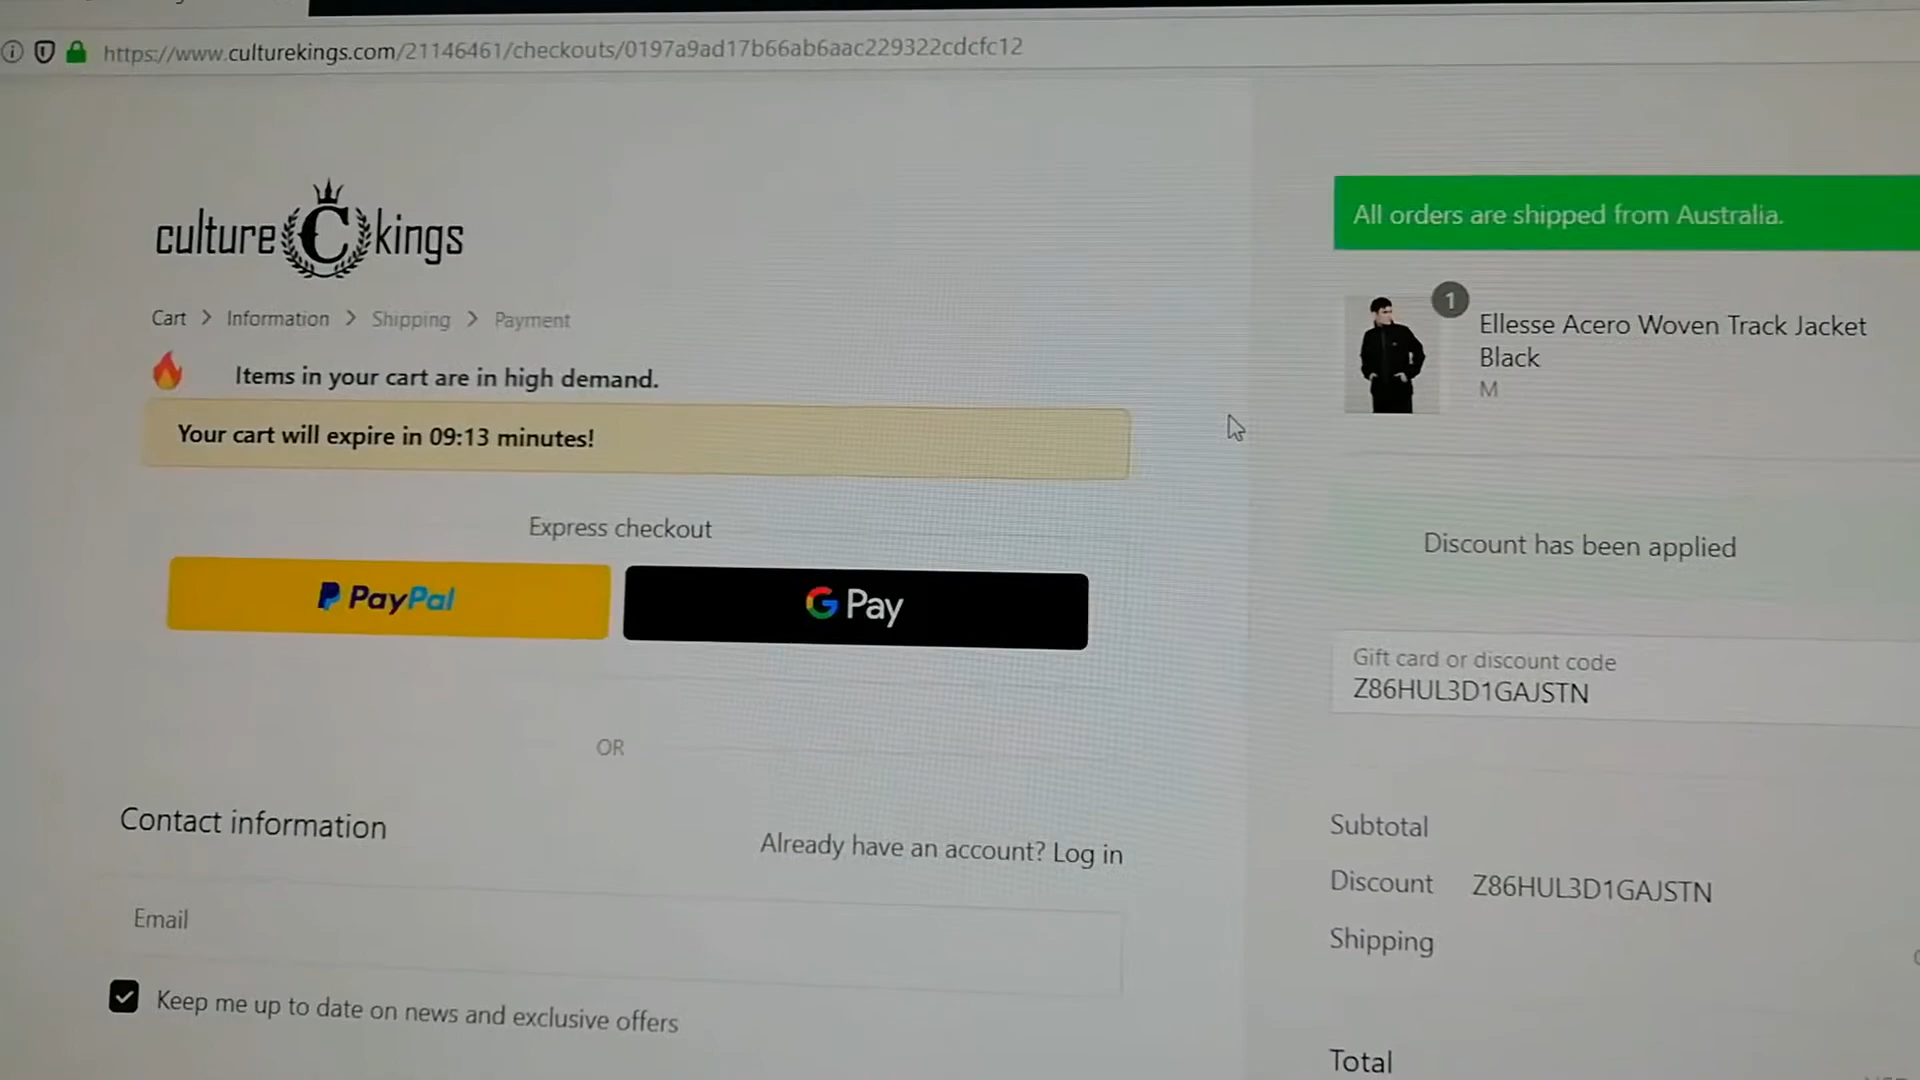 https://www.culturekings.com/21146461/checkouts/0197a9ad17b66ab6aac229322cdcfc12
culture C kings
Cart > Information > Shipping > Payment
Items in your cart are in high demand.
Your cart will expire in 09:13 minutes!
Express checkout
PayPal
G Pay
OR
Contact information
Already have an account? Log in
Email
Keep me up to date on news and exclusive offers
All orders are shipped from Australia.
1
Ellesse Acero Woven Track Jacket
Black
M
Discount has been applied
Gift card or discount code
Z86HUL3D1GAJSTN
Subtotal
Discount Z86HUL3D1GAJSTN
Shipping
Total